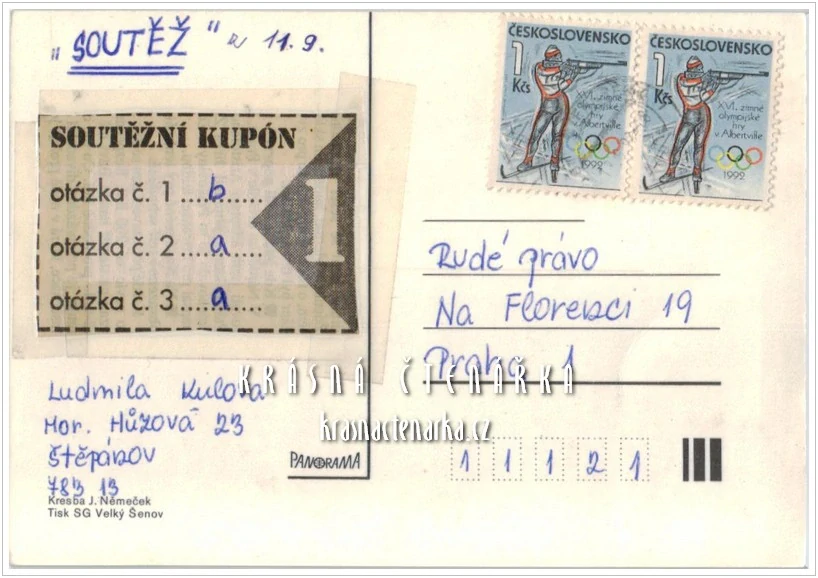 „SOUTĚŽ“ 11.9.
SOUTĚŽNÍ KUPÓN
otázka č. 1 ....b......
otázka č. 2 ....a......
otázka č. 3 ....a......
1
Ludmila
Mor. Hůzová 23
Štěpánov
783 13
Kresba J. Němeček
Tisk SG Velký Šenov
PANORAMA
ČESKOSLOVENSKO
1 Kčs
XVI. zimné
olympijské
hry
v Albertville
1992
ČESKOSLOVENSKO
1 Kčs
XVI. zimné
olympijské
hry
v Albertville
1992
Rudé právo
Na Florenci 19
Praha 1
1 1 1 2 1
KRÁSNÁ ČTENÁŘKA
krasnactenarka.cz